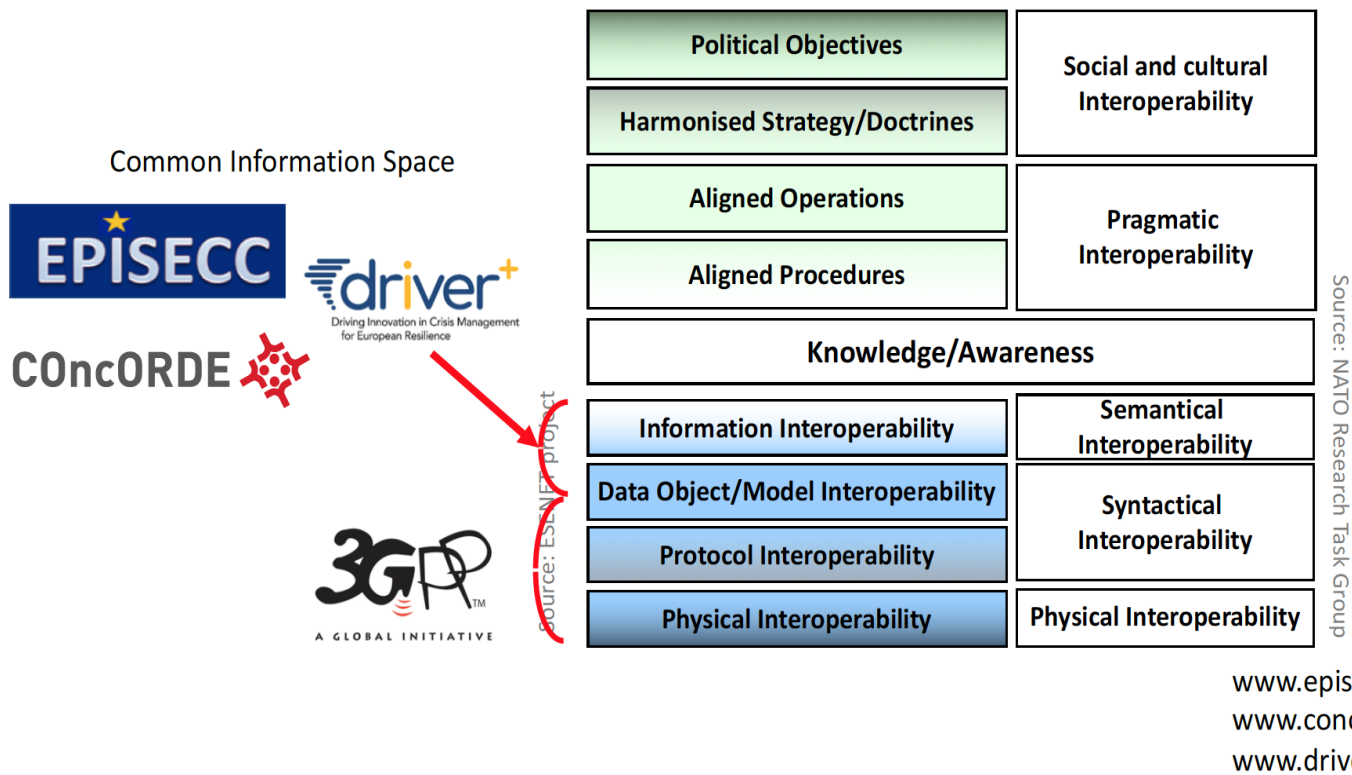 Political Objectives
Social and cultural
Interoperability
Harmonised Strategy/Doctrines
Common Information Space
EPISECC
driver+
Driving Innovation in Crisis Management
for European Resilience
COncORDE
Aligned Operations
Pragmatic
Interoperability
Aligned Procedures
Knowledge/Awareness
Information Interoperability
Semantical
Interoperability
Data Object/Model Interoperability
Syntactical
Interoperability
Protocol Interoperability
Physical Interoperability
Physical Interoperability
3GPP
TM
A GLOBAL INITIATIVE
Source: ESENET project
Source: NATO Research Task Group
www.epis
www.conc
www.drive